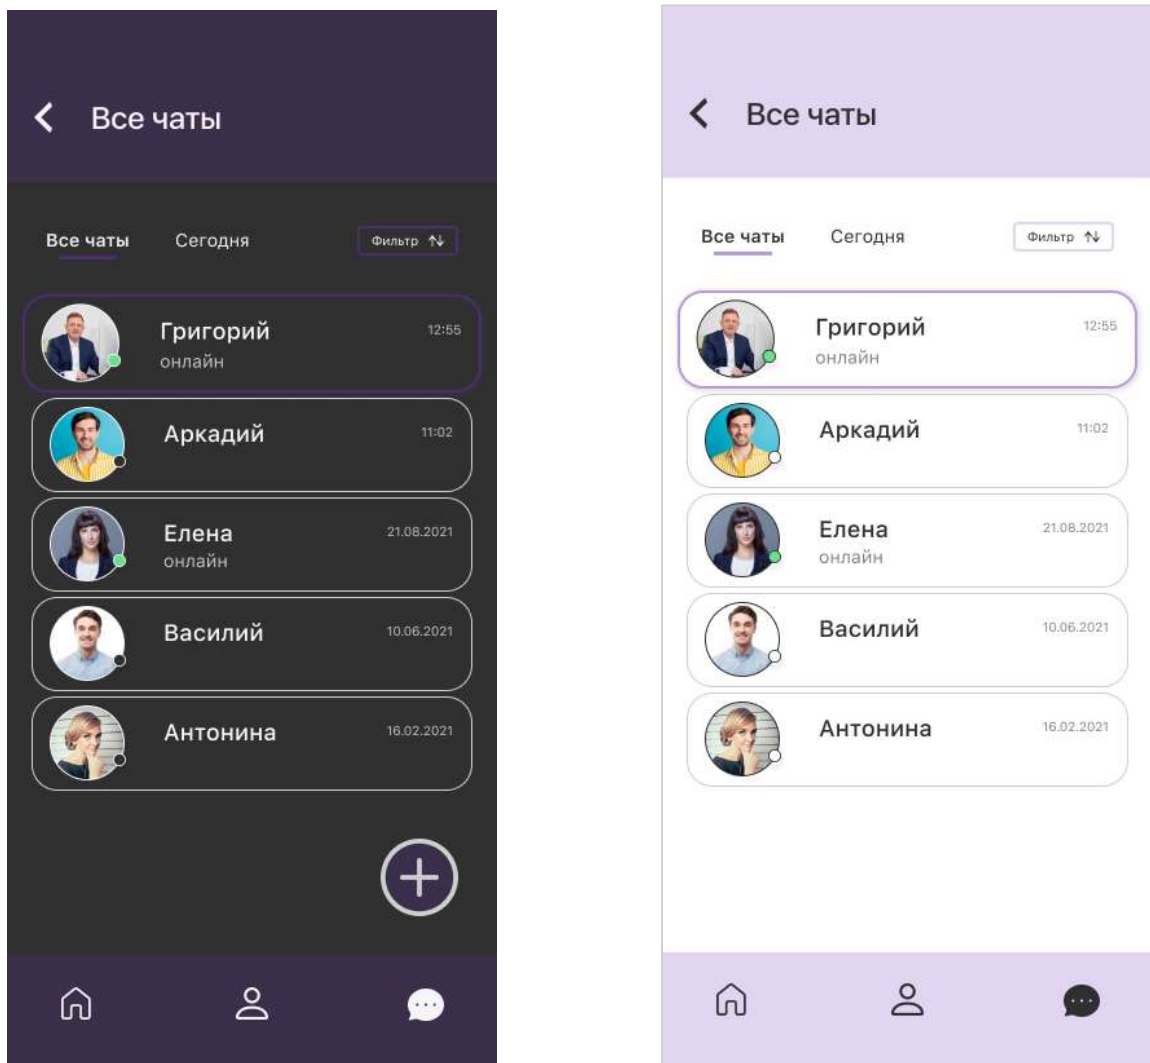 Все чаты
Все чаты Сегодня Фильтр
Григорий 12:55
онлайн
Аркадий 11:02
Елена 21.08.2021
онлайн
Василий 10.06.2021
Антонина 16.02.2021
Все чаты
Все чаты Сегодня Фильтр
Григорий 12:55
онлайн
Аркадий 11:02
Елена 21.08.2021
онлайн
Василий 10.06.2021
Антонина 16.02.2021